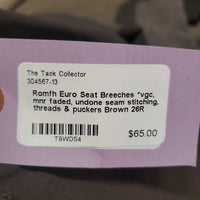 The Tack Collector
304567-13
Romfh Euro Seat Breeches *vgc,
mnr faded, undone seam stitching,
threads & puckers Brown 26R
$65.00
T9WDS4